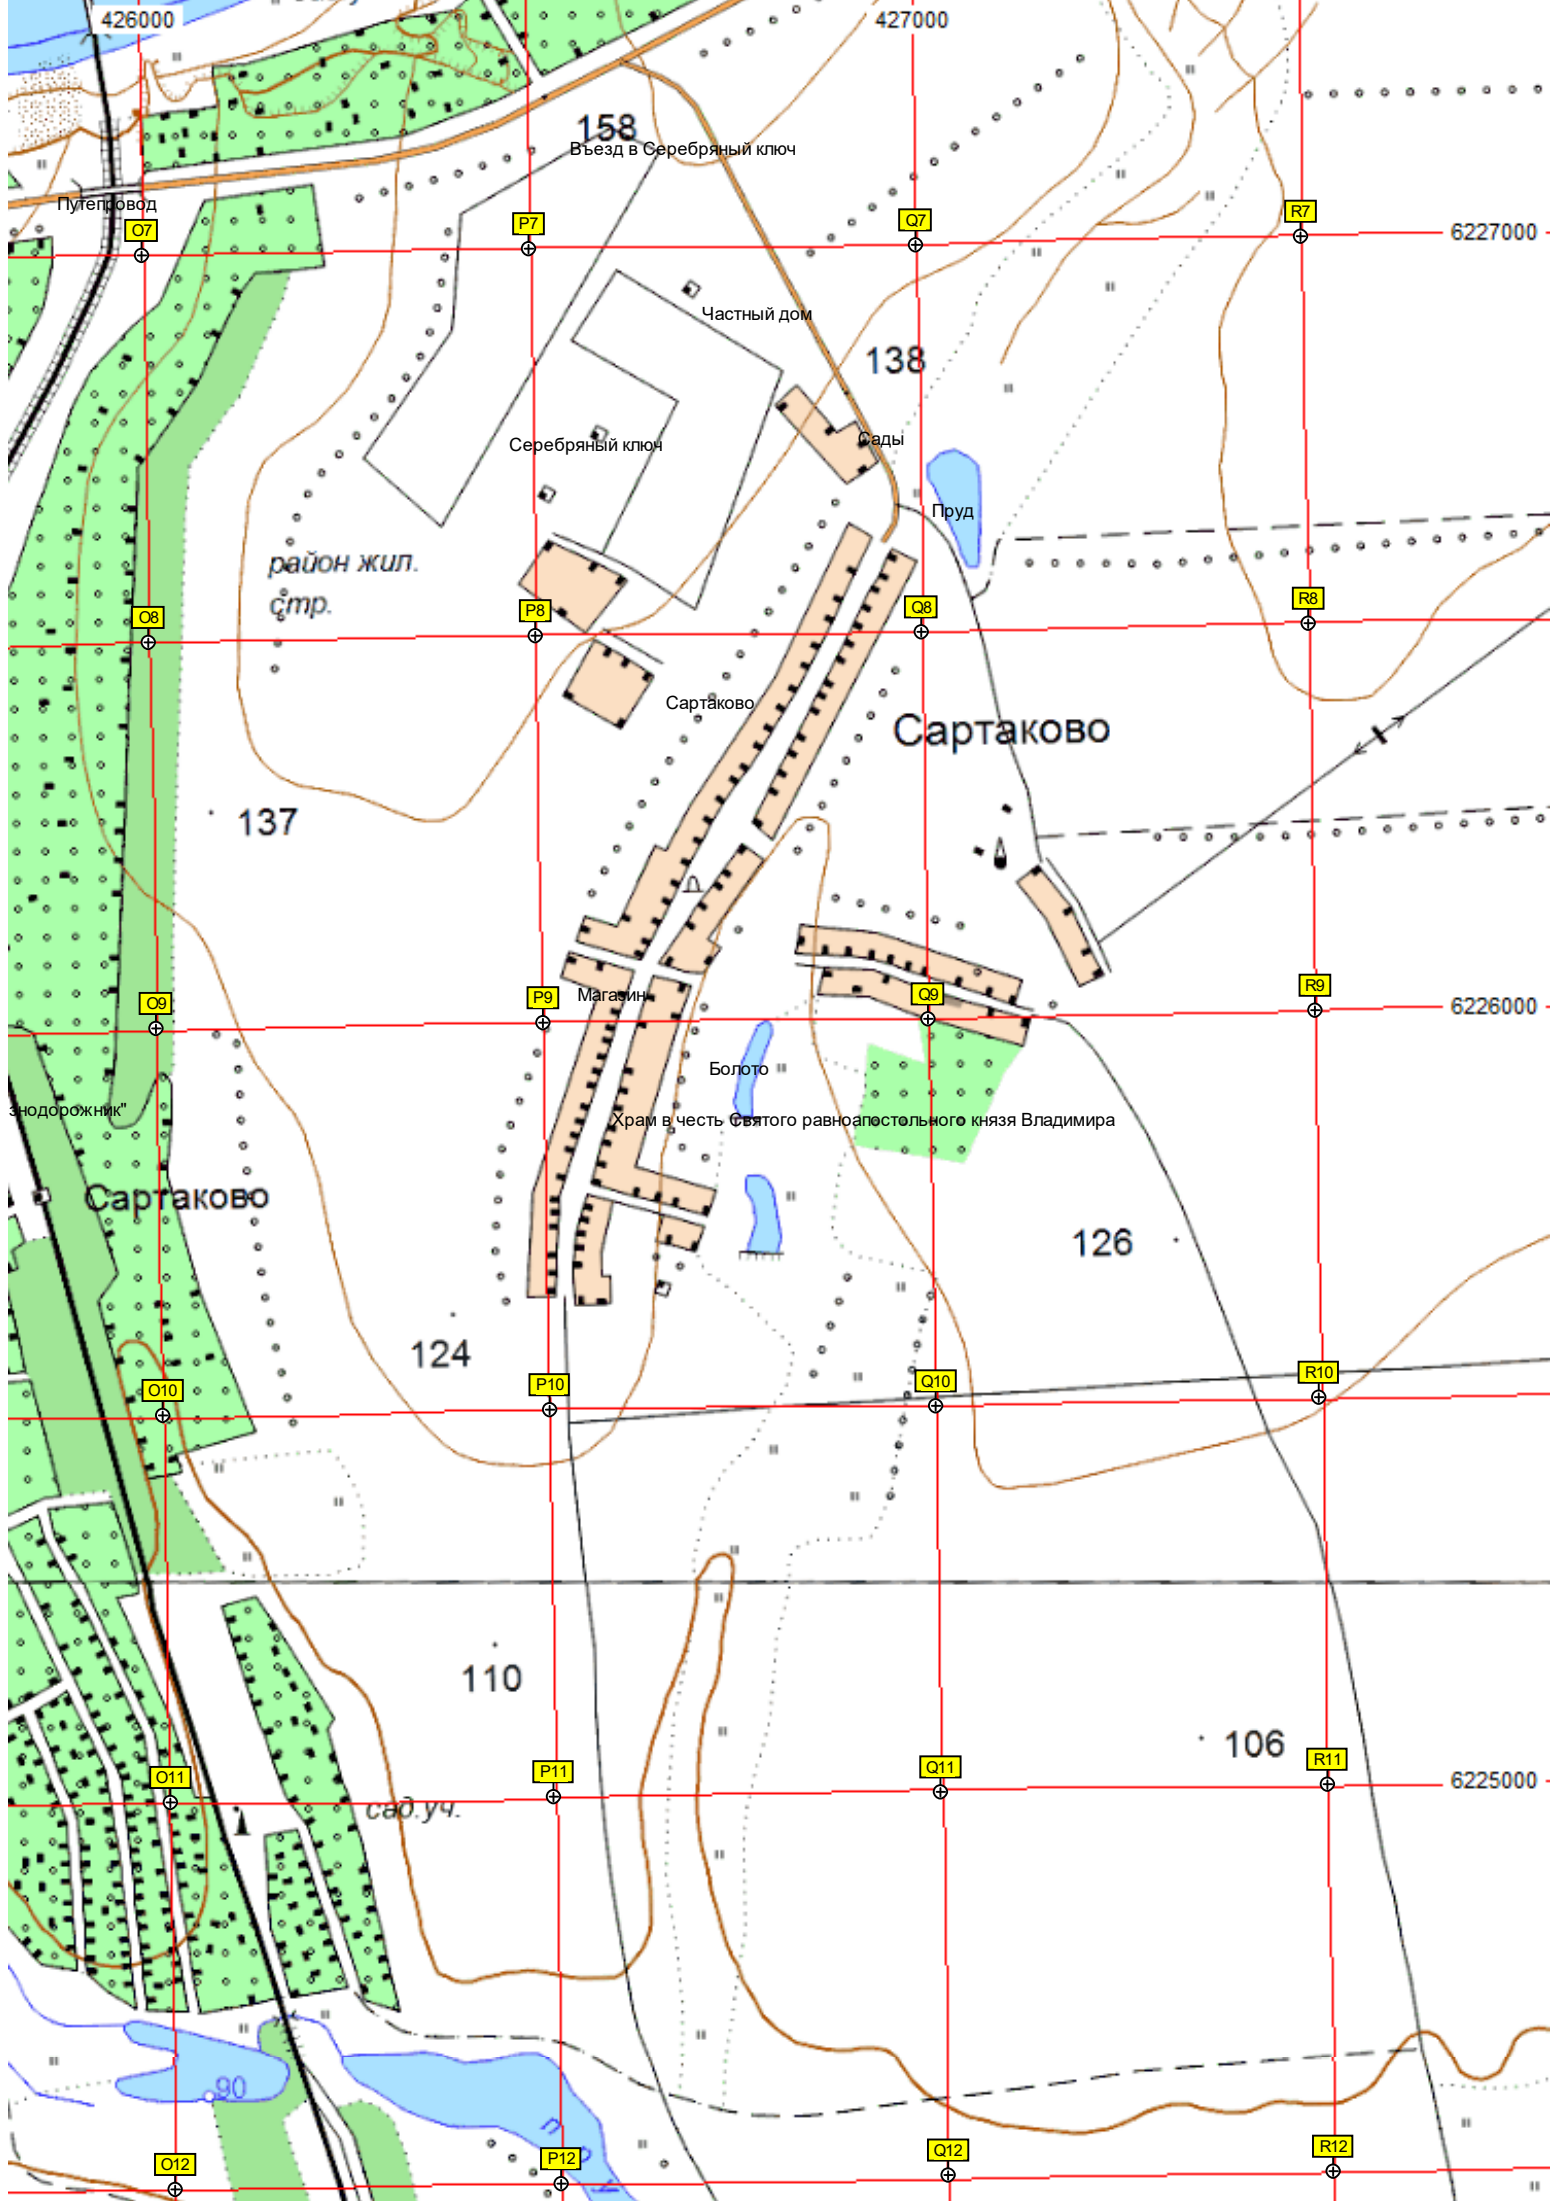 426000
427000
158
Въезд в Серебряный ключ
Путепровод
O7
P7
Q7
R7
6227000
Частный дом
138
Сады
Серебряный ключ
Пруд
район жил.
стр.
O8
P8
Q8
R8
Сартаково
Сартаково
137
O9
P9
Магазин
Q9
R9
6226000
Болото
знодорожник"
Храм в честь Святого равноапостольного князя Владимира
Сартаково
126
124
O10
P10
Q10
R10
110
106
O11
P11
Q11
R11
6225000
сад.уч.
90
O12
P12
Q12
R12